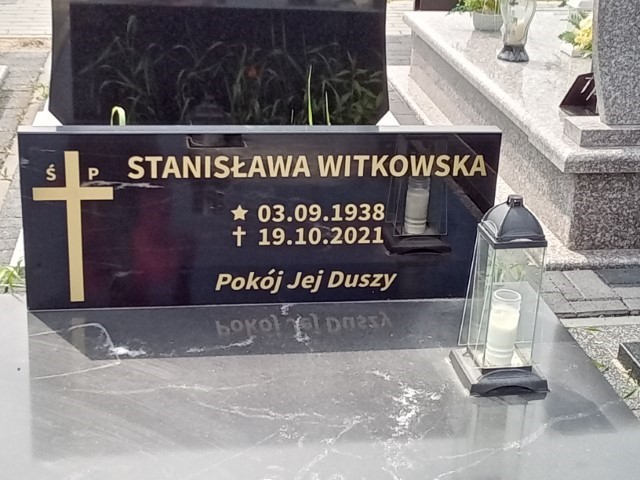 Ś P
STANISŁAWA WITKOWSKA
★ 03.09.1938
✝ 19.10.2021
Pokój Jej Duszy